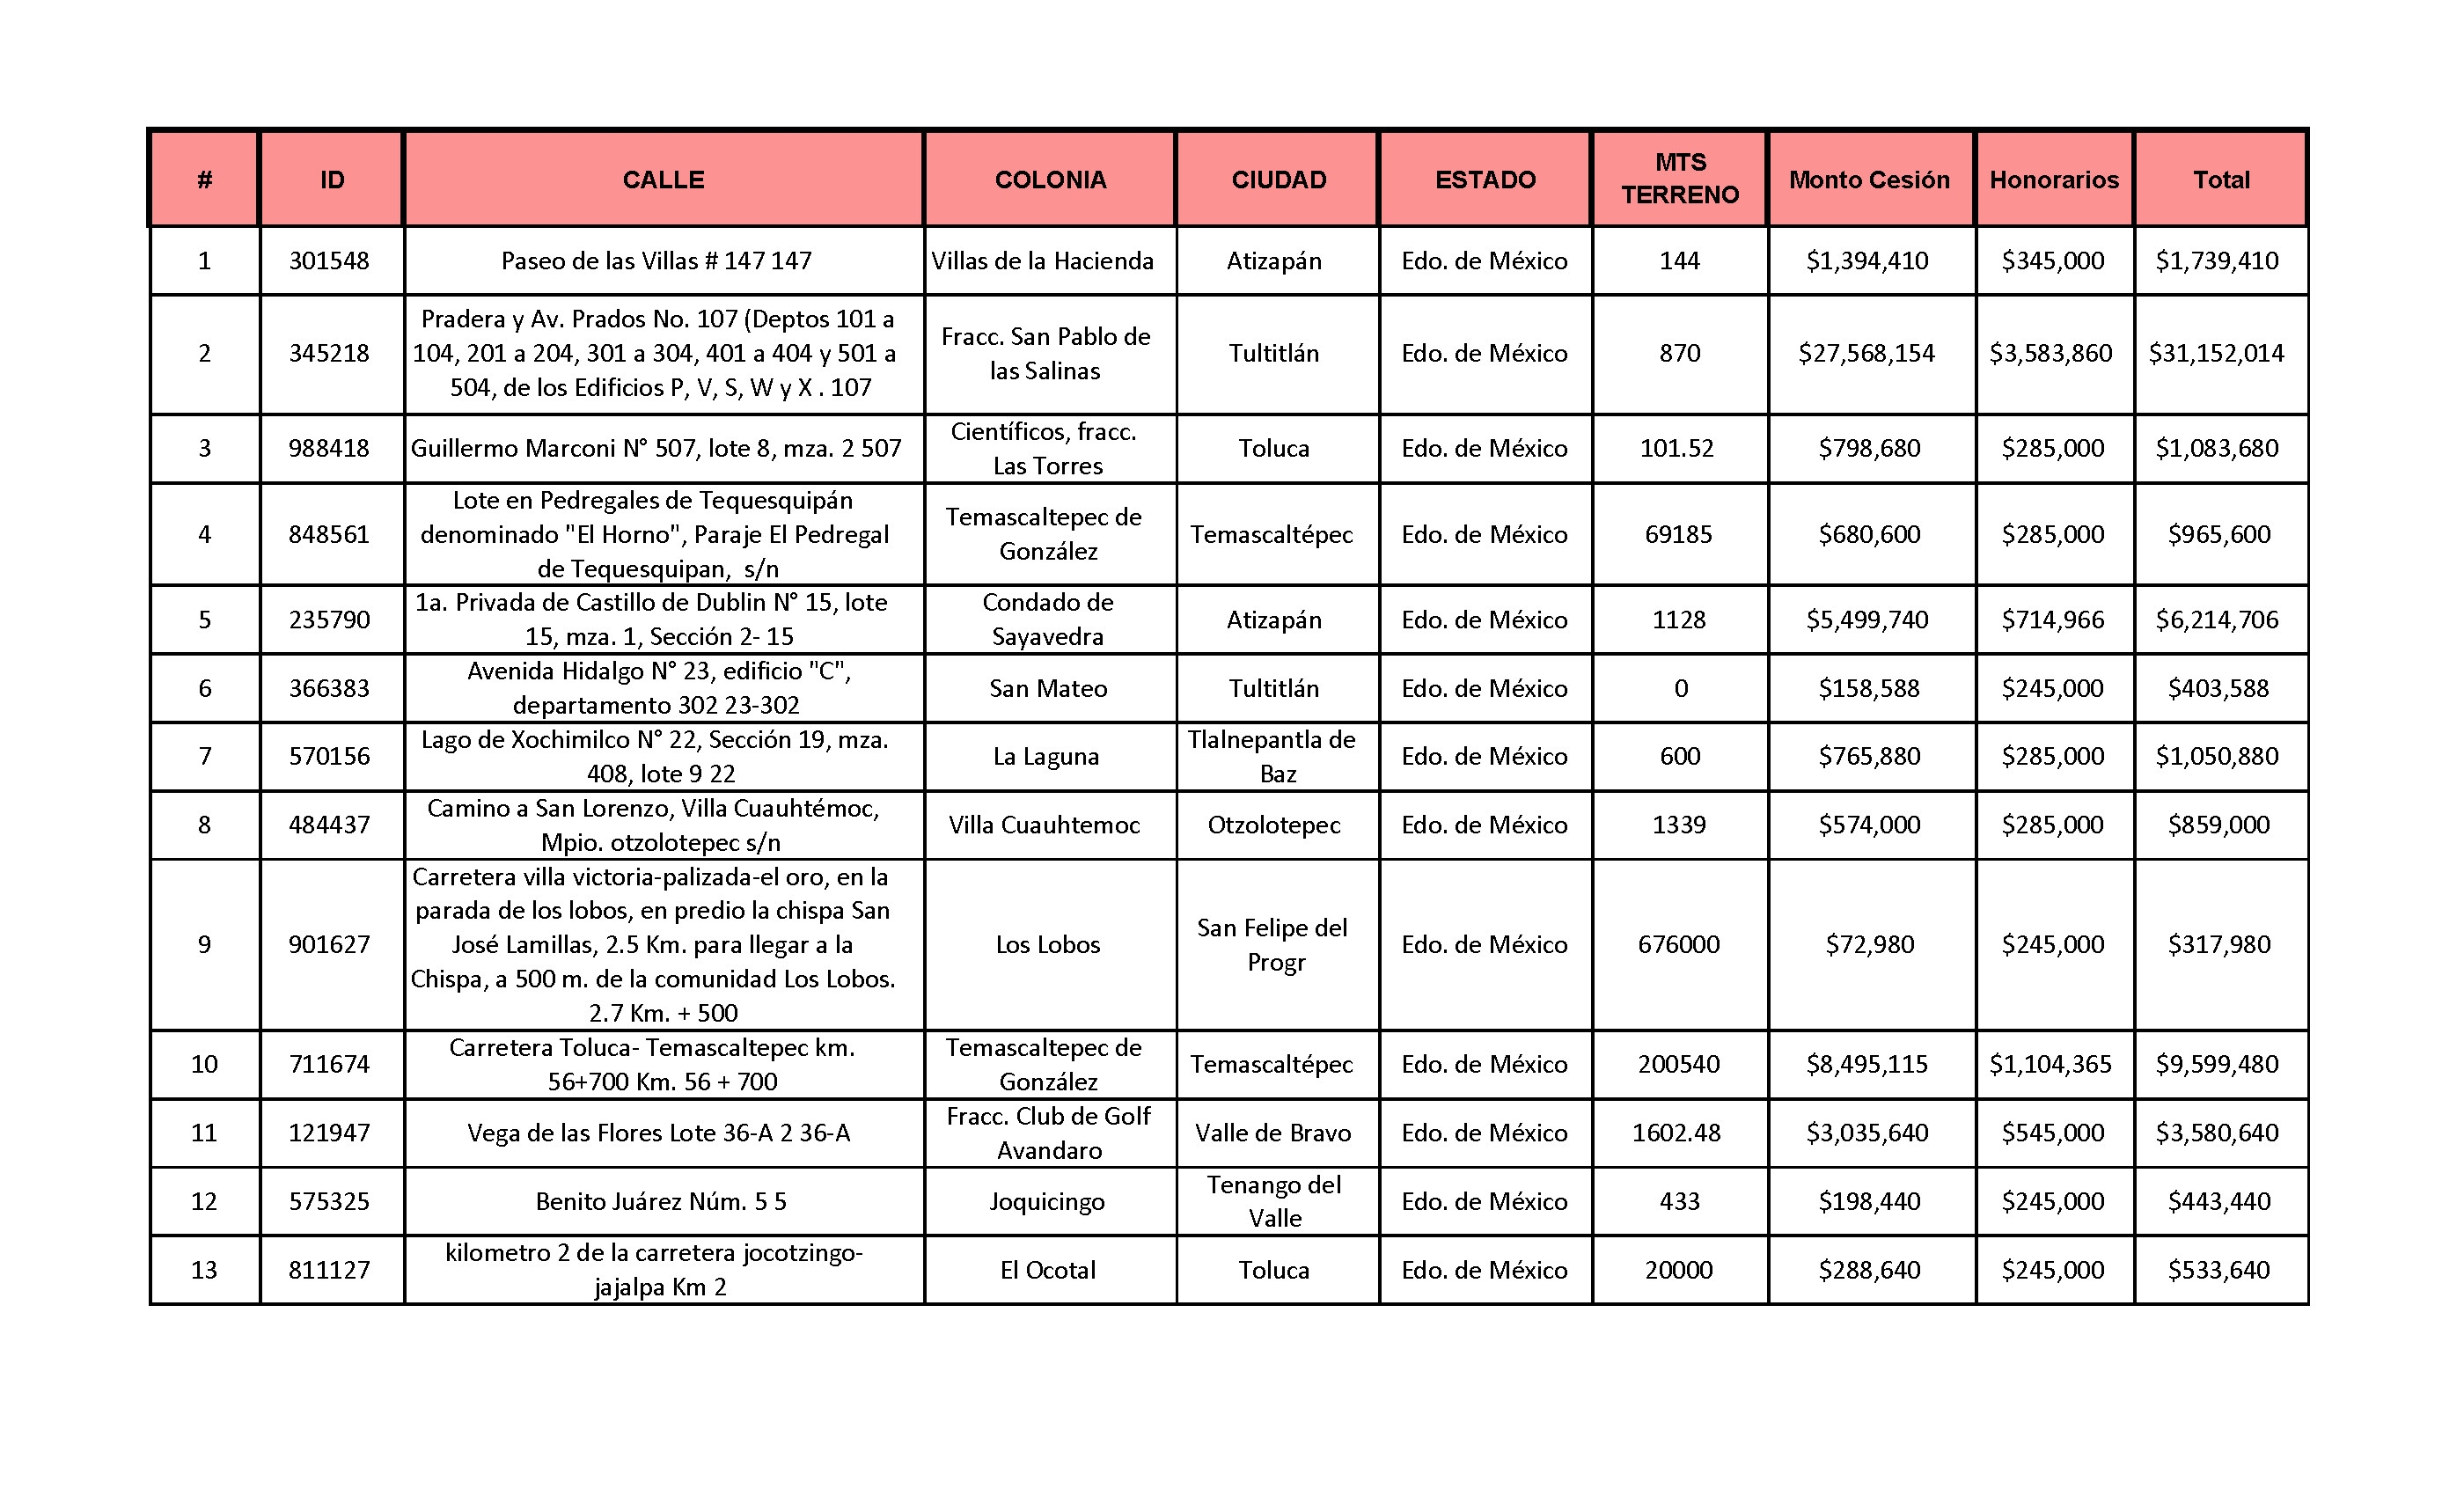 # ID CALLE COLONIA CIUDAD ESTADO MTS TERRENO Monto Cesión Honorarios Total
1 301548 Paseo de las Villas # 147 147 Villas de la Hacienda Atizapán Edo. de México 144 $1,394,410 $345,000 $1,739,410
2 345218 Pradera y Av. Prados No. 107 (Deptos 101 a 104, 201 a 204, 301 a 304, 401 a 404 y 501 a 504, de los Edificios P, V, S, W y X . 107 Fracc. San Pablo de las Salinas Tultitlán Edo. de México 870 $27,568,154 $3,583,860 $31,152,014
3 988418 Guillermo Marconi N° 507, lote 8, mza. 2 507 Científicos, fracc. Las Torres Toluca Edo. de México 101.52 $798,680 $285,000 $1,083,680
4 848561 Lote en Pedregales de Tequesquipán denominado "El Horno", Paraje El Pedregal de Tequesquipan, s/n Temascaltepec de González Temascaltépec Edo. de México 69185 $680,600 $285,000 $965,600
5 235790 1a. Privada de Castillo de Dublin N° 15, lote 15, mza. 1, Sección 2- 15 Condado de Sayavedra Atizapán Edo. de México 1128 $5,499,740 $714,966 $6,214,706
6 366383 Avenida Hidalgo N° 23, edificio "C", departamento 302 23-302 San Mateo Tultitlán Edo. de México 0 $158,588 $245,000 $403,588
7 570156 Lago de Xochimilco N° 22, Sección 19, mza. 408, lote 9 22 La Laguna Tlalnepantla de Baz Edo. de México 600 $765,880 $285,000 $1,050,880
8 484437 Camino a San Lorenzo, Villa Cuauhtémoc, Mpio. otzolotepec s/n Villa Cuauhtemoc Otzolotepec Edo. de México 1339 $574,000 $285,000 $859,000
9 901627 Carretera villa victoria-palizada-el oro, en la parada de los lobos, en predio la chispa San José Lamillas, 2.5 Km. para llegar a la Chispa, a 500 m. de la comunidad Los Lobos. 2.7 Km. + 500 Los Lobos San Felipe del Progr Edo. de México 676000 $72,980 $245,000 $317,980
10 711674 Carretera Toluca- Temascaltepec km. 56+700 Km. 56 + 700 Temascaltepec de González Temascaltépec Edo. de México 200540 $8,495,115 $1,104,365 $9,599,480
11 121947 Vega de las Flores Lote 36-A 2 36-A Fracc. Club de Golf Avandaro Valle de Bravo Edo. de México 1602.48 $3,035,640 $545,000 $3,580,640
12 575325 Benito Juárez Núm. 5 5 Joquicingo Tenango del Valle Edo. de México 433 $198,440 $245,000 $443,440
13 811127 kilometro 2 de la carretera jocotzingo-jajalpa Km 2 El Ocotal Toluca Edo. de México 20000 $288,640 $245,000 $533,640